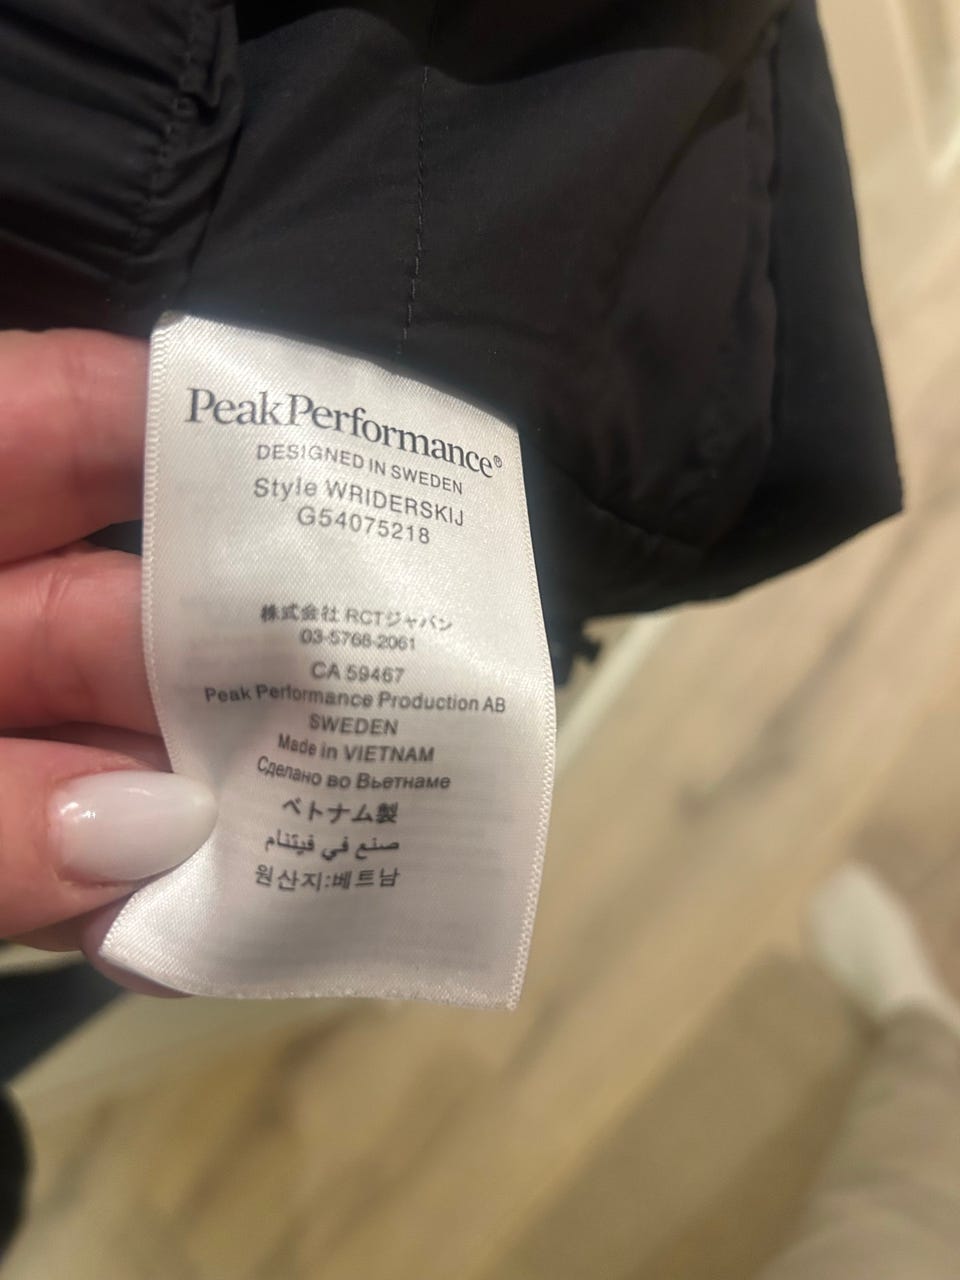 PeakPerformance®
DESIGNED IN SWEDEN
Style WRIDERSKIJ
G54075218
株式会社 RCTジャパン
03-5768-2061
CA 59467
Peak Performance Production AB
SWEDEN
Made in VIETNAM
Сделано во Вьетнаме
ベトナム製
صنع في فيتنام
원산지:베트남